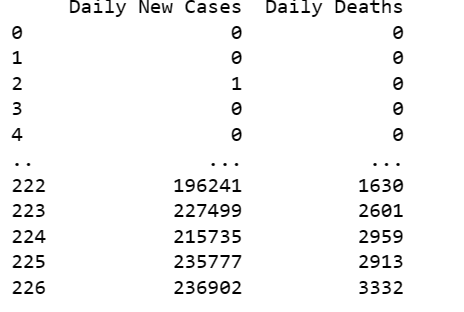 Daily New Cases  Daily Deaths
0                  0             0
1                  0             0
2                  1             0
3                  0             0
4                  0             0
..               ...           ...
222           196241          1630
223           227499          2601
224           215735          2959
225           235777          2913
226           236902          3332